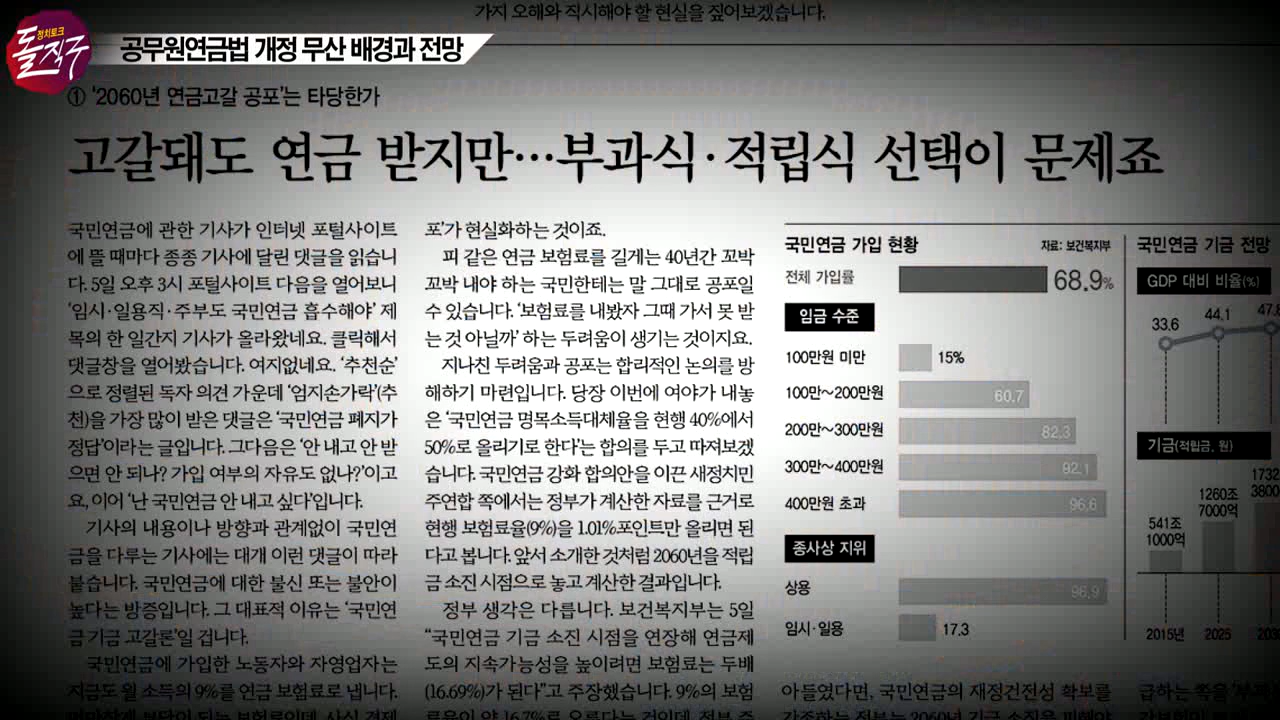 가지 오해와 직시해야 할 현실을 짚어보겠습니다.
정치토크
돌직구
공무원연금법 개정 무산 배경과 전망
① '2060년 연금고갈 공포'는 타당한가
고갈돼도 연금 받지만…부과식·적립식 선택이 문제죠
국민연금에 관한 기사가 인터넷 포털사이트
에 뜰 때마다 종종 기사에 달린 댓글을 읽습니
다. 5일 오후 3시 포털사이트 다음을 열어보니
'임시·일용직·주부도 국민연금 흡수해야' 제
목의 한 일간지 기사가 올라왔네요. 클릭해서
댓글창을 열어봤습니다. 여지없네요. '추천순'
으로 정렬된 독자 의견 가운데 '엄지손가락'(추
천)을 가장 많이 받은 댓글은 '국민연금 폐지가
정답'이라는 글입니다. 그다음은 '안 내고 안 받
으면 안 되나? 가입 여부의 자유도 없나?'이고
요, 이어 '난 국민연금 안 내고 싶다'입니다.
기사의 내용이나 방향과 관계없이 국민연
금을 다루는 기사에는 대개 이런 댓글이 따라
붙습니다. 국민연금에 대한 불신 또는 불안이
높다는 방증입니다. 그 대표적 이유는 '국민연
금 기금 고갈론'일 겁니다.
국민연금에 가입한 노동자와 자영업자는
지금도 월 소득의 9%를 연금 보험료로 냅니다.
포'가 현실화하는 것이죠.
피 같은 연금 보험료를 길게는 40년간 꼬박
꼬박 내야 하는 국민한테는 말 그대로 공포일
수 있습니다. '보험료를 내봤자 그때 가서 못 받
는 것 아닐까' 하는 두려움이 생기는 것이지요.
지나친 두려움과 공포는 합리적인 논의를 방
해하기 마련입니다. 당장 이번에 여야가 내놓
은 '국민연금 명목소득대체율을 현행 40%에서
50%로 올리기로 한다'는 합의를 두고 따져보겠
습니다. 국민연금 강화 합의안을 이끈 새정치민
주연합 쪽에서는 정부가 계산한 자료를 근거로
현행 보험료율(9%)을 1.01%포인트만 올리면 된
다고 봅니다. 앞서 소개한 것처럼 2060년을 적립
금 소진 시점으로 놓고 계산한 결과입니다.
정부 생각은 다릅니다. 보건복지부는 5일
"국민연금 기금 소진 시점을 연장해 연금제
도의 지속가능성을 높이려면 보험료는 두배
(16.69%)가 된다"고 주장했습니다. 9%의 보험
국민연금 가입 현황
자료: 보건복지부
전체 가입률 68.9%
임금 수준
100만원 미만 15%
100만~200만원 60.7
200만~300만원 82.3
300만~400만원 92.1
400만원 초과 96.6
종사상 지위
상용 96.9
임시·일용 17.3
아들였다면, 국민연금의 재정건전성 확보를
국민연금 기금 전망
GDP 대비 비율(%)
33.6 44.1 47.
기금(적립금, 원)
541조 1000억
1260조 7000억
1732
3800
2015년 2025
급하는 쪽을